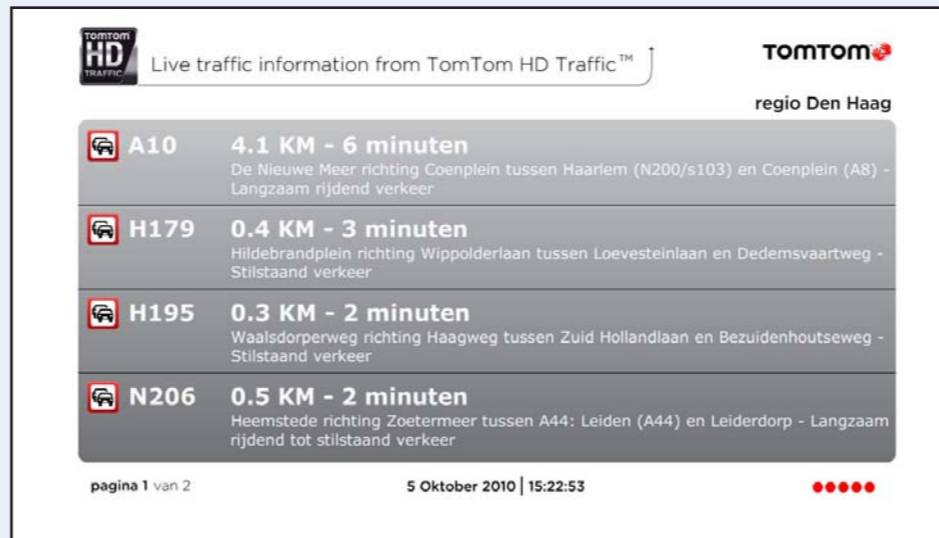 TOMTOM
HD
TRAFFIC
Live traffic information from TomTom HD Traffic™
TOMTOM
regio Den Haag
A10 4.1 KM - 6 minuten
De Nieuwe Meer richting Coenplein tussen Haarlem (N200/s103) en Coenplein (A8) -
Langzaam rijdend verkeer
H179 0.4 KM - 3 minuten
Hildebrandplein richting Wippolderlaan tussen Loevesteinlaan en Dedemsvaartweg -
Stilstaand verkeer
H195 0.3 KM - 2 minuten
Waalsdorperweg richting Haagweg tussen Zuid Hollandlaan en Bezuidenhoutseweg -
Stilstaand verkeer
N206 0.5 KM - 2 minuten
Heemstede richting Zoetermeer tussen A44: Leiden (A44) en Leiderdorp - Langzaam
rijdend tot stilstaand verkeer
pagina 1 van 2 5 Oktober 2010 | 15:22:53